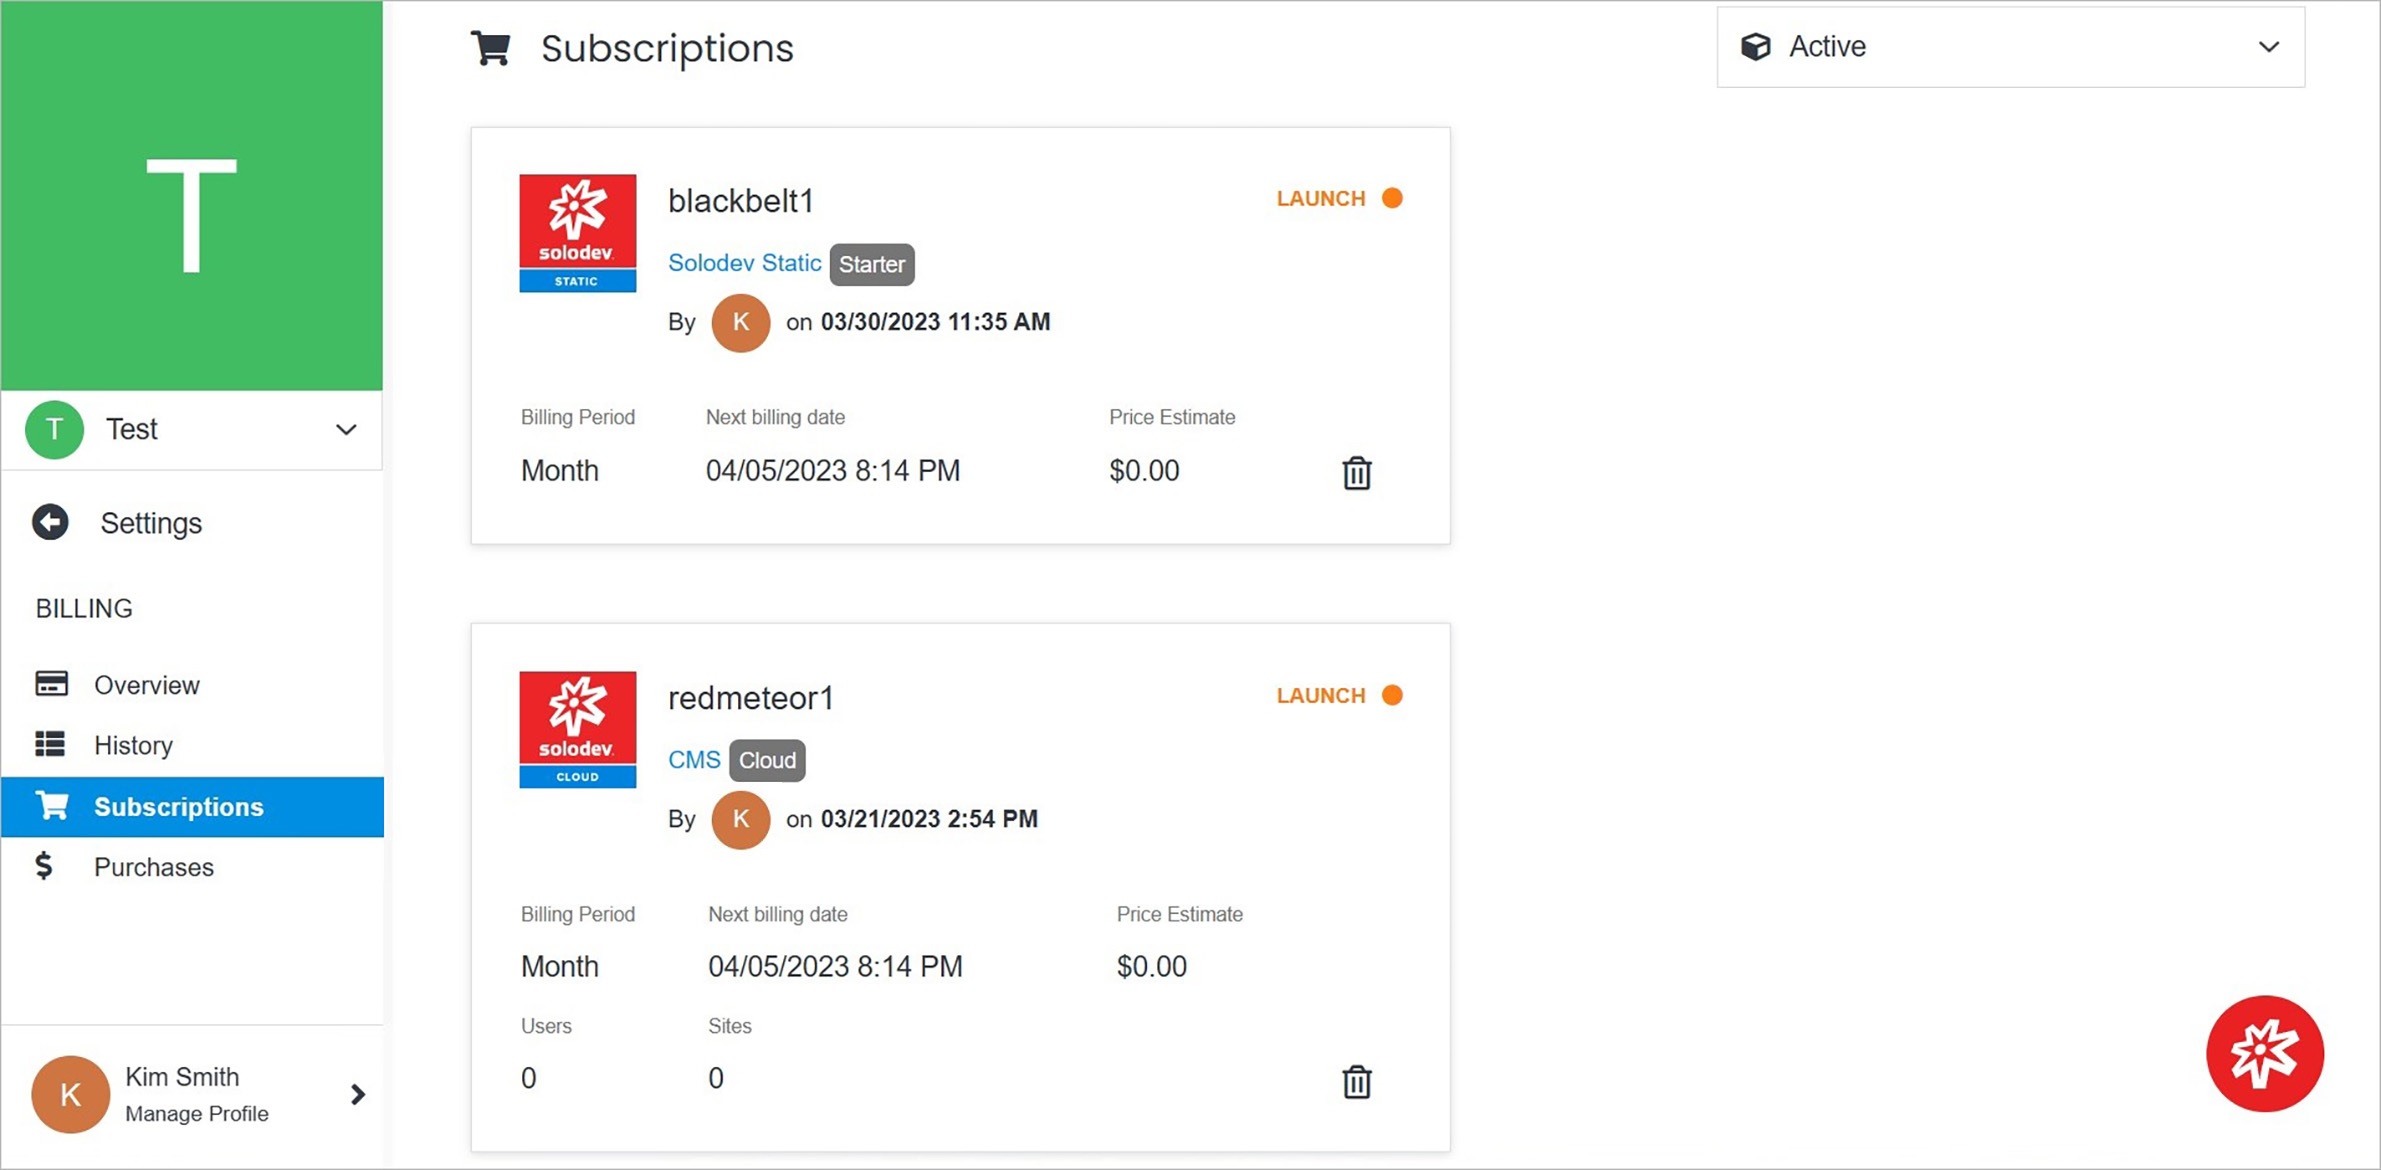 T
T Test
Settings
BILLING
Overview
History
Subscriptions
Purchases
K Kim Smith
Manage Profile
Subscriptions
Active
solodev
STATIC
blackbelt1
LAUNCH
Solodev Static Starter
By K on 03/30/2023 11:35 AM
Billing Period Next billing date Price Estimate
Month 04/05/2023 8:14 PM $0.00
solodev
CLOUD
redmeteor1
LAUNCH
CMS Cloud
By K on 03/21/2023 2:54 PM
Billing Period Next billing date Price Estimate
Month 04/05/2023 8:14 PM $0.00
Users Sites
0 0